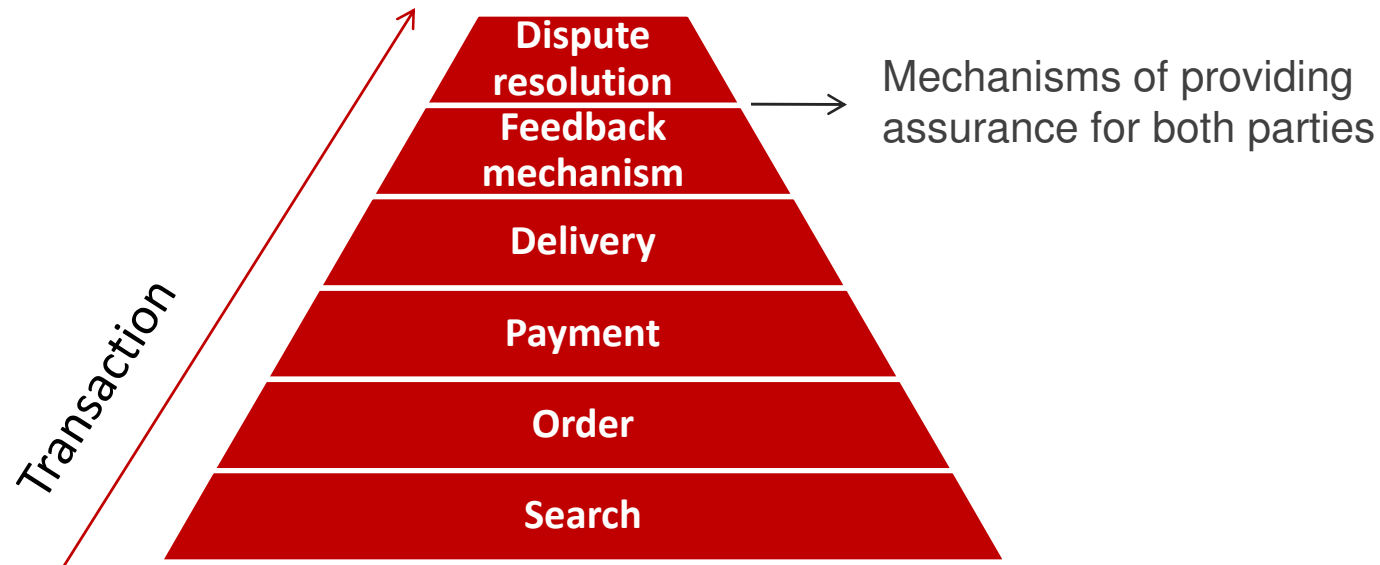 Dispute
resolution
Mechanisms of providing
assurance for both parties
Feedback
mechanism
Delivery
Payment
Order
Search
Transaction